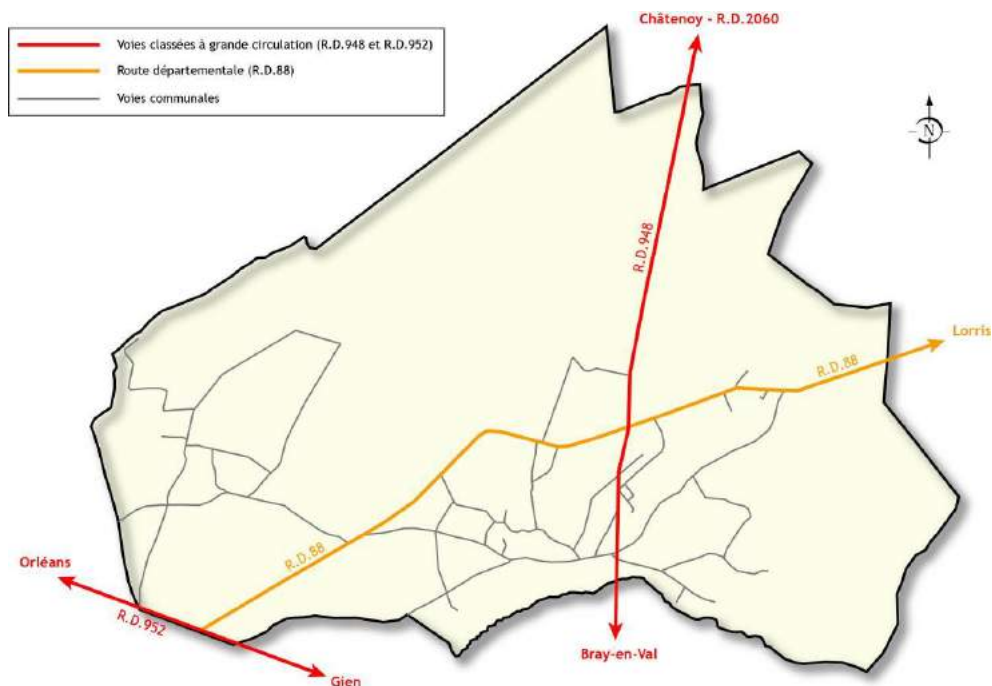 Châtenoy - R.D.2060
Voies classées à grande circulation (R.D.948 et R.D.952)
Route départementale (R.D.88)
Voies communales
N
R.D.948
Lorris
R.D.88
R.D.88
Orléans
R.D.952
Bray-en-Val
Gien